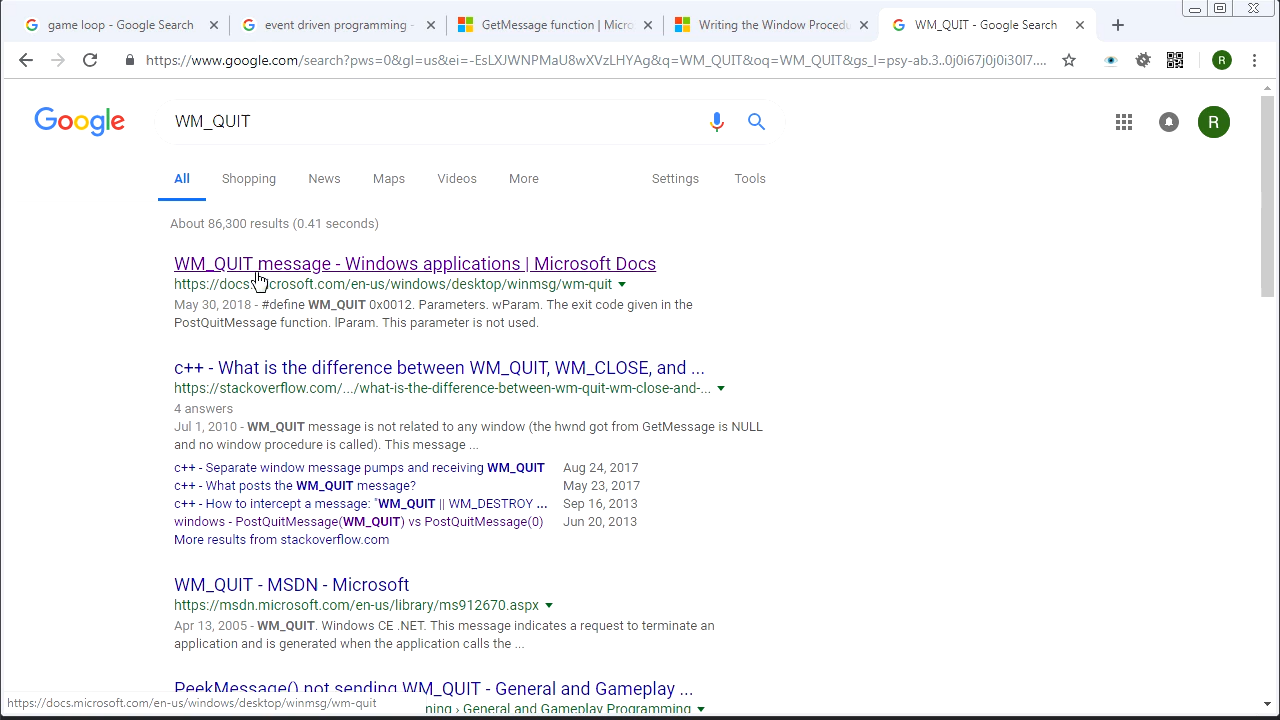 game loop - Google Search
event driven programming -
GetMessage function | Micro
Writing the Window Procedu
WM_QUIT - Google Search
https://www.google.com/search?pws=0&gl=us&ei=-EsLXJWNPMaU8wXVzLHYAg&q=WM_QUIT&oq=WM_QUIT&gs_l=psy-ab.3..0j0i67j0j0i30l7....
R
Google
WM_QUIT
R
All Shopping News Maps Videos More Settings Tools
About 86,300 results (0.41 seconds)
WM_QUIT message - Windows applications | Microsoft Docs
https://docs.microsoft.com/en-us/windows/desktop/winmsg/wm-quit
May 30, 2018 - #define WM_QUIT 0x0012. Parameters. wParam. The exit code given in the
PostQuitMessage function. lParam. This parameter is not used.
c++ - What is the difference between WM_QUIT, WM_CLOSE, and ...
https://stackoverflow.com/.../what-is-the-difference-between-wm-quit-wm-close-and-...
4 answers
Jul 1, 2010 - WM_QUIT message is not related to any window (the hwnd got from GetMessage is NULL
and no window procedure is called). This message ...
c++ - Separate window message pumps and receiving WM_QUIT Aug 24, 2017
c++ - What posts the WM_QUIT message? May 23, 2017
c++ - How to intercept a message: "WM_QUIT || WM_DESTROY ... Sep 16, 2013
windows - PostQuitMessage(WM_QUIT) vs PostQuitMessage(0) Jun 20, 2013
More results from stackoverflow.com
WM_QUIT - MSDN - Microsoft
https://msdn.microsoft.com/en-us/library/ms912670.aspx
Apr 13, 2005 - WM_QUIT. Windows CE .NET. This message indicates a request to terminate an
application and is generated when the application calls the ...
PeekMessage() not sending WM_QUIT - General and Gameplay ...
https://docs.microsoft.com/en-us/windows/desktop/winmsg/wm-quit
ning › General and Gameplay Programming